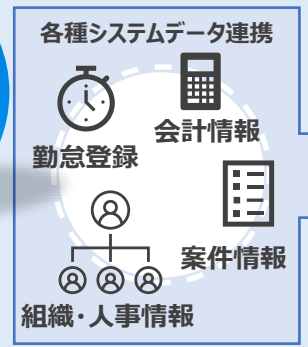 各種システムデータ連携
会計情報
勤怠登録
案件情報
組織・人事情報